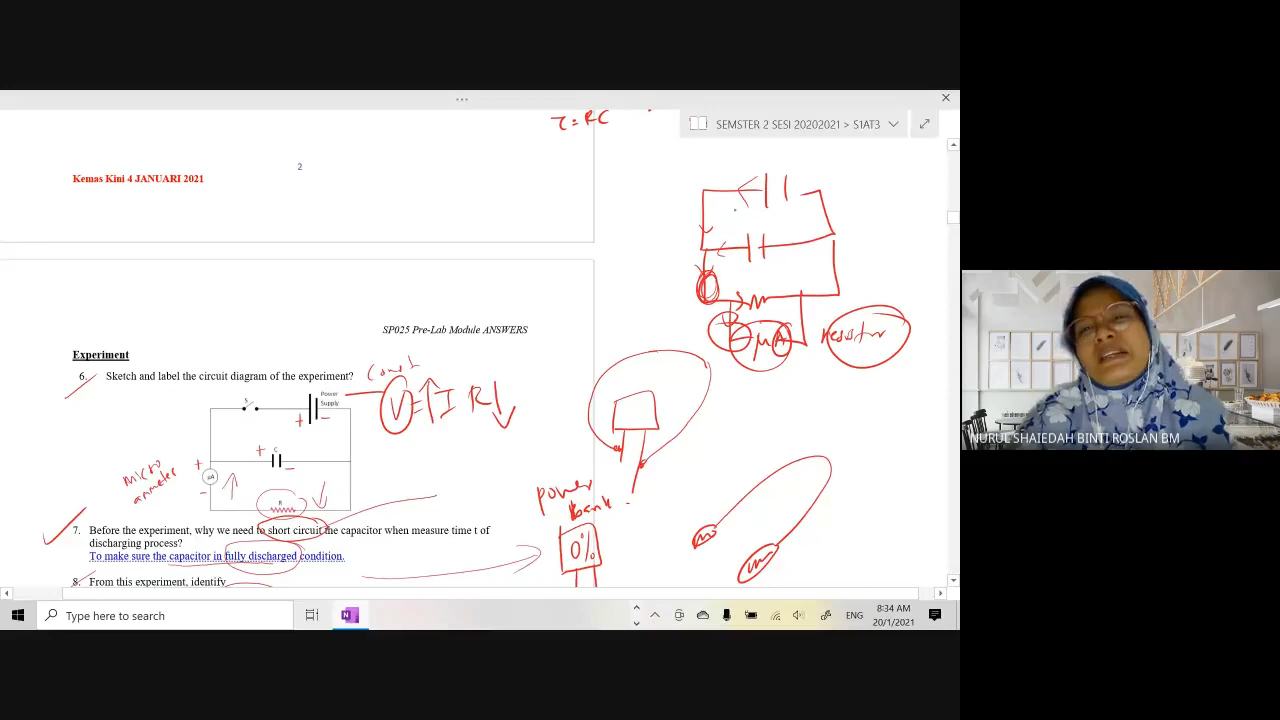 τ = RC
SEMSTER 2 SESI 20202021 > S1AT3
2
Kemas Kini 4 JANUARI 2021
SP025 Pre-Lab Module ANSWERS
Experiment
6. Sketch and label the circuit diagram of the experiment?
const
V = ↑ I R ↓
S
Power
Supply
+ −
C
+ −
micro
ammeter
+
µA
−
R
µA
Resistor
7. Before the experiment, why we need to short circuit the capacitor when measure time t of
discharging process?
To make sure the capacitor in fully discharged condition.
8. From this experiment, identify
power
bank
0%
NURUL SHAIEDAH BINTI ROSLAN BM
Type here to search
ENG
8:34 AM
20/1/2021